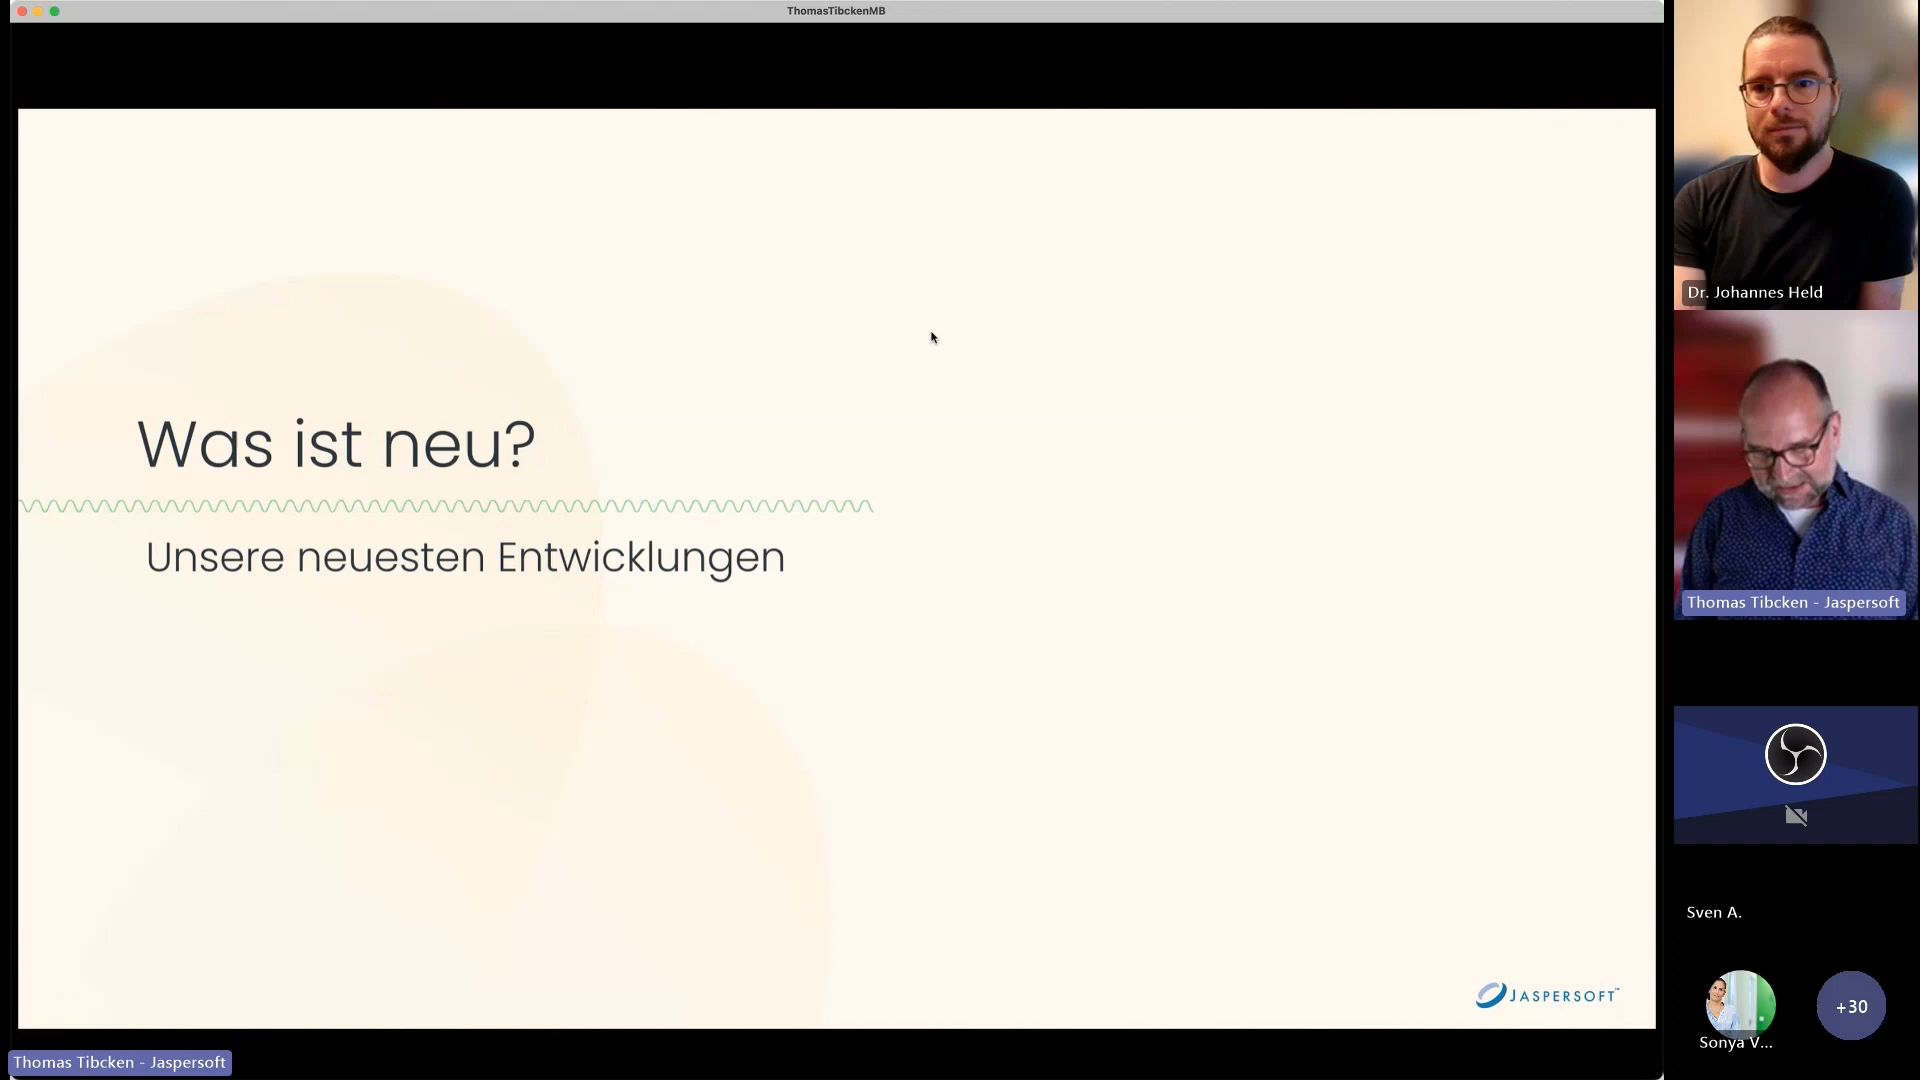 ThomasTibckenMB
Was ist neu?
Unsere neuesten Entwicklungen
JASPERSOFT™
Thomas Tibcken - Jaspersoft
Dr. Johannes Held
Thomas Tibcken - Jaspersoft
Sven A.
Sonya V...
+30